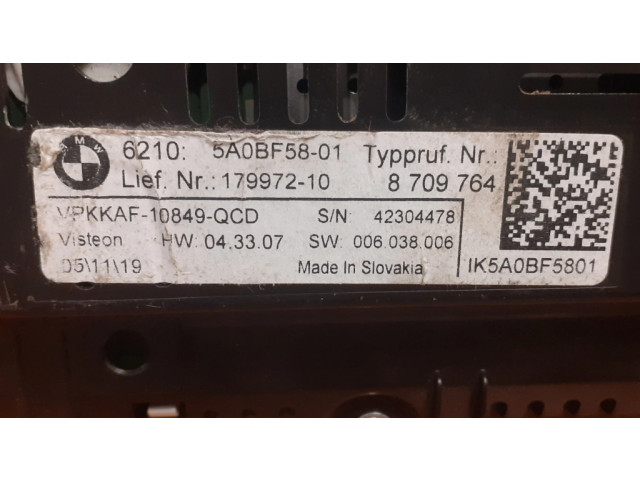 BMW
6210: 5A0BF58-01 Typpruf. Nr.:
Lief. Nr.: 179972-10 8 709 764
VPKKAF-10849-QCD S/N: 42304478
Visteon HW: 04.33.07 SW: 006.038.006
05\11\19 Made In Slovakia IK5A0BF5801